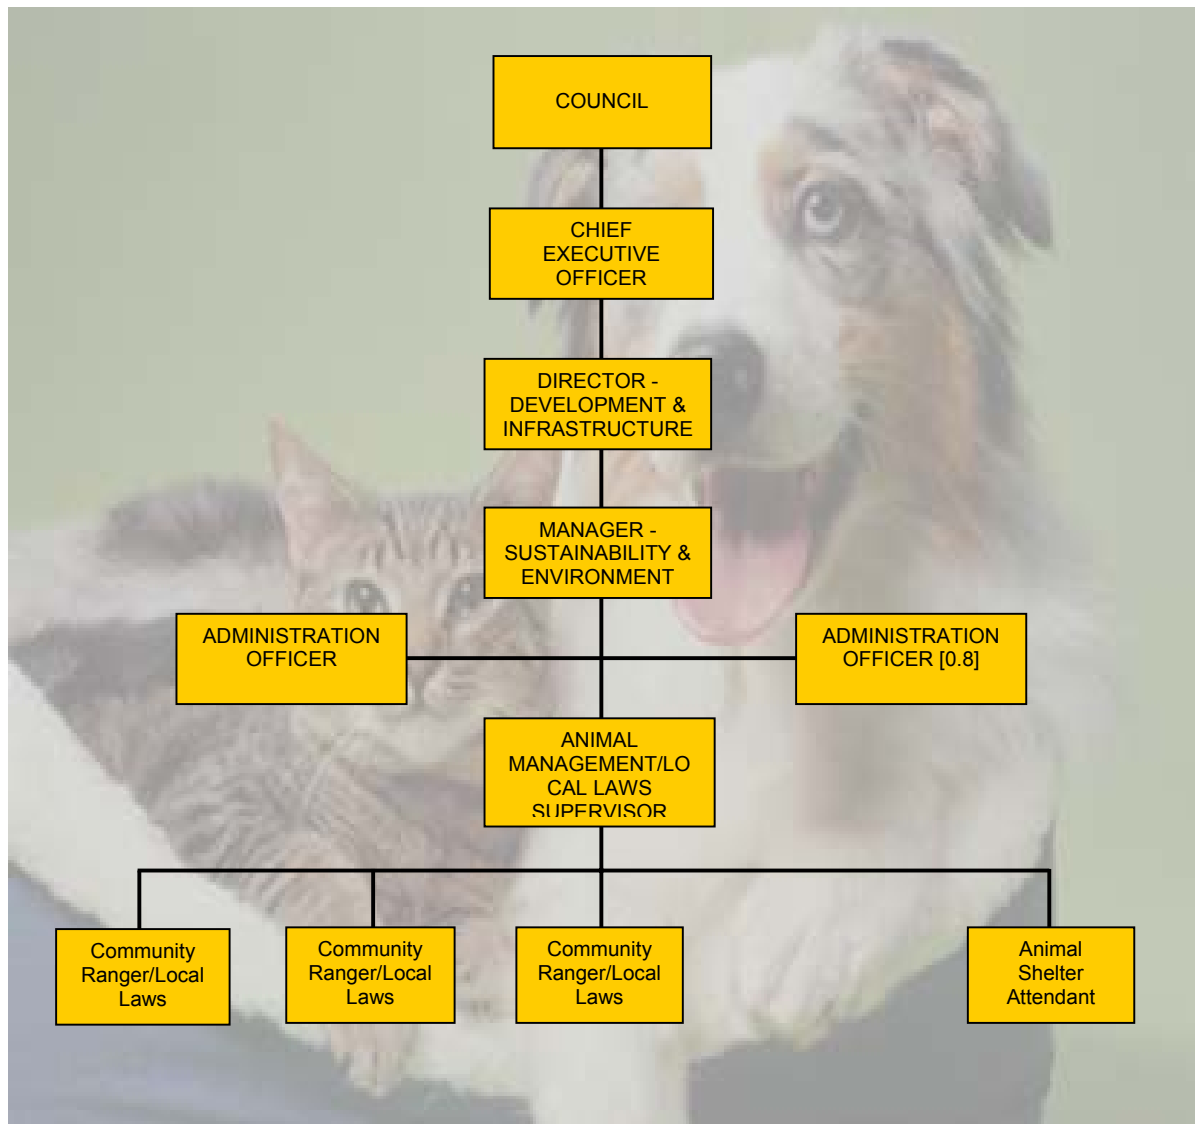 COUNCIL
CHIEF
EXECUTIVE
OFFICER
DIRECTOR -
DEVELOPMENT &
INFRASTRUCTURE
MANAGER -
SUSTAINABILITY &
ENVIRONMENT
ADMINISTRATION
OFFICER
ADMINISTRATION
OFFICER [0.8]
ANIMAL
MANAGEMENT/LO
CAL LAWS
SUPERVISOR
Community
Ranger/Local
Laws
Community
Ranger/Local
Laws
Community
Ranger/Local
Laws
Animal
Shelter
Attendant